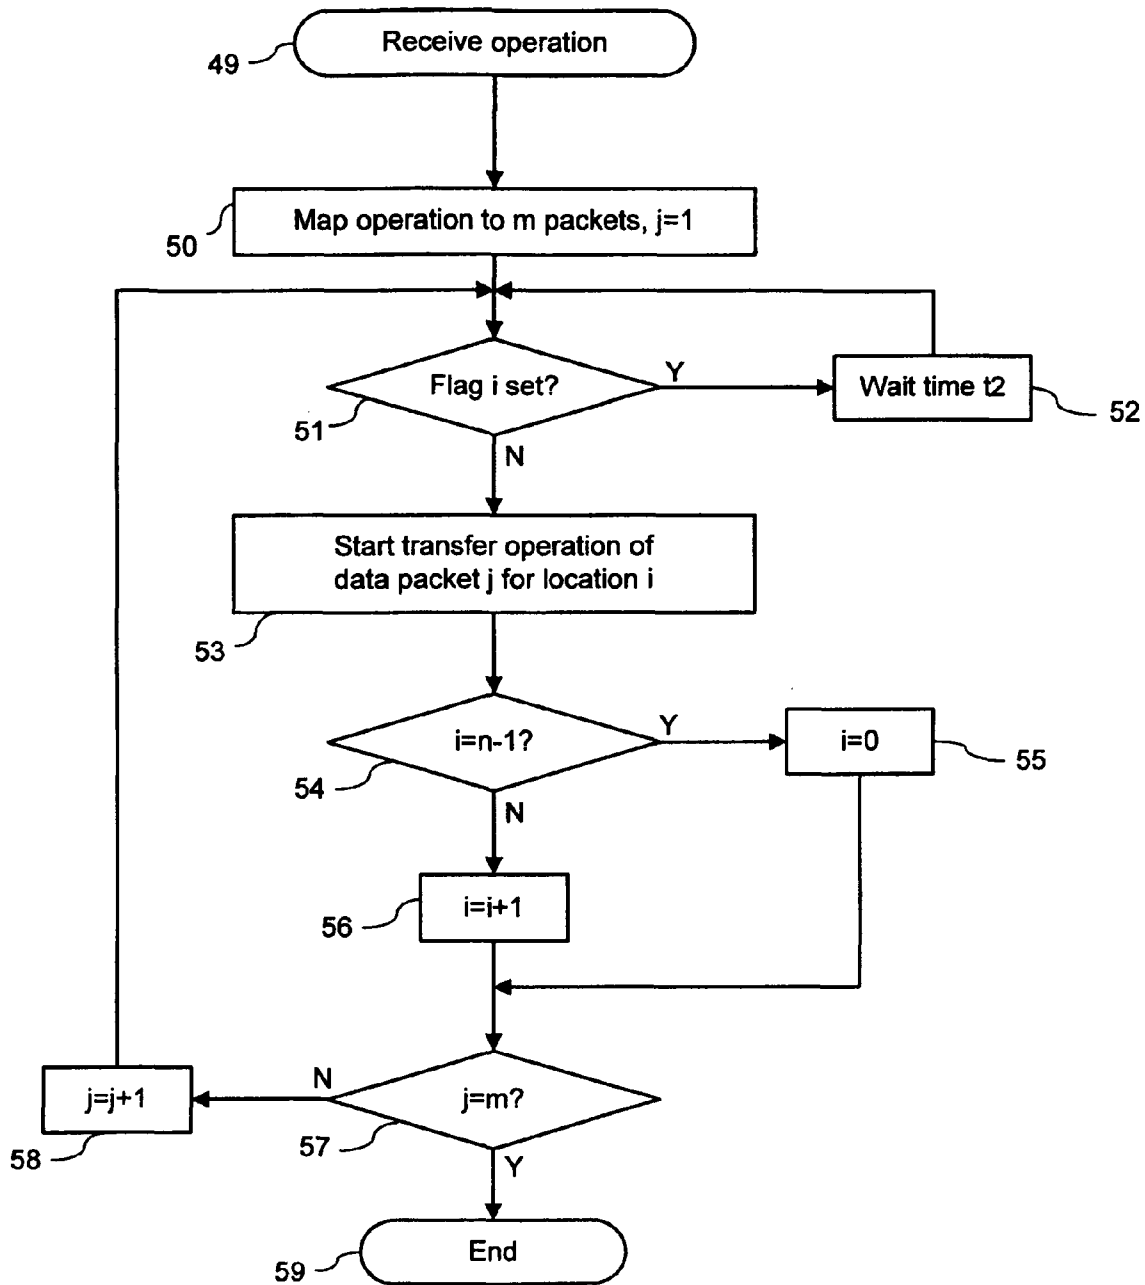 Receive operation
49
Map operation to m packets, j=1
50
Flag i set?
Y
Wait time t2
51
52
N
Start transfer operation of
data packet j for location i
53
i=n-1?
Y
i=0
54
55
N
i=i+1
56
j=m?
N
j=j+1
57
58
Y
End
59